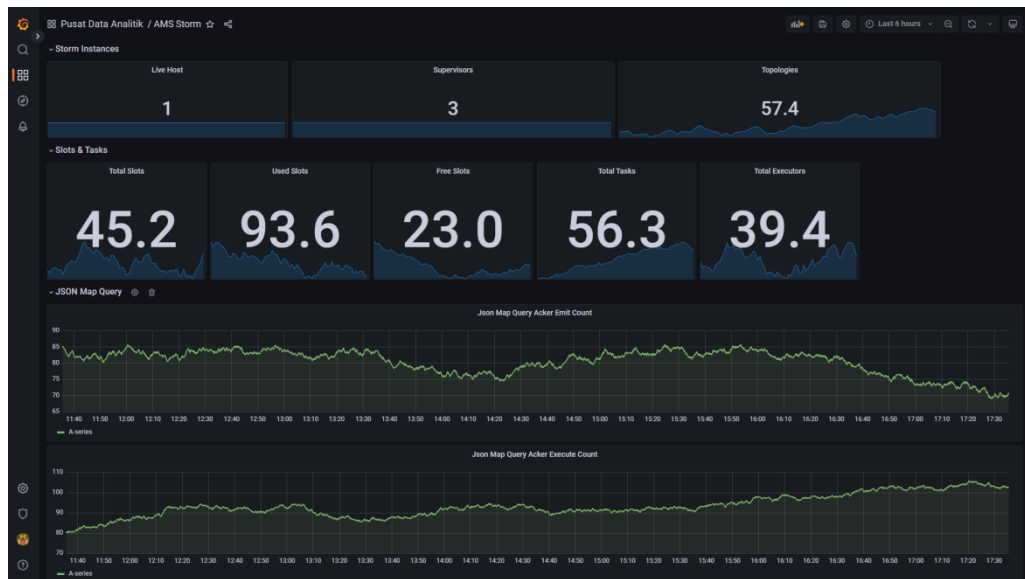 Pusat Data Analitik / AMS Storm
Last 6 hours
Storm Instances
Live Host
Supervisors
Topologies
1
3
57.4
Slots & Tasks
Total Slots
Used Slots
Free Slots
Total Tasks
Total Executors
45.2
93.6
23.0
56.3
39.4
JSON Map Query
Json Map Query Acker Emit Count
90
85
80
75
70
65
11:40 11:50 12:00 12:10 12:20 12:30 12:40 12:50 13:00 13:10 13:20 13:30 13:40 13:50 14:00 14:10 14:20 14:30 14:40 14:50 15:00 15:10 15:20 15:30 15:40 15:50 16:00 16:10 16:20 16:30 16:40 16:50 17:00 17:10 17:20 17:30
A-series
Json Map Query Acker Execute Count
110
100
90
80
70
11:40 11:50 12:00 12:10 12:20 12:30 12:40 12:50 13:00 13:10 13:20 13:30 13:40 13:50 14:00 14:10 14:20 14:30 14:40 14:50 15:00 15:10 15:20 15:30 15:40 15:50 16:00 16:10 16:20 16:30 16:40 16:50 17:00 17:10 17:20 17:30
A-series